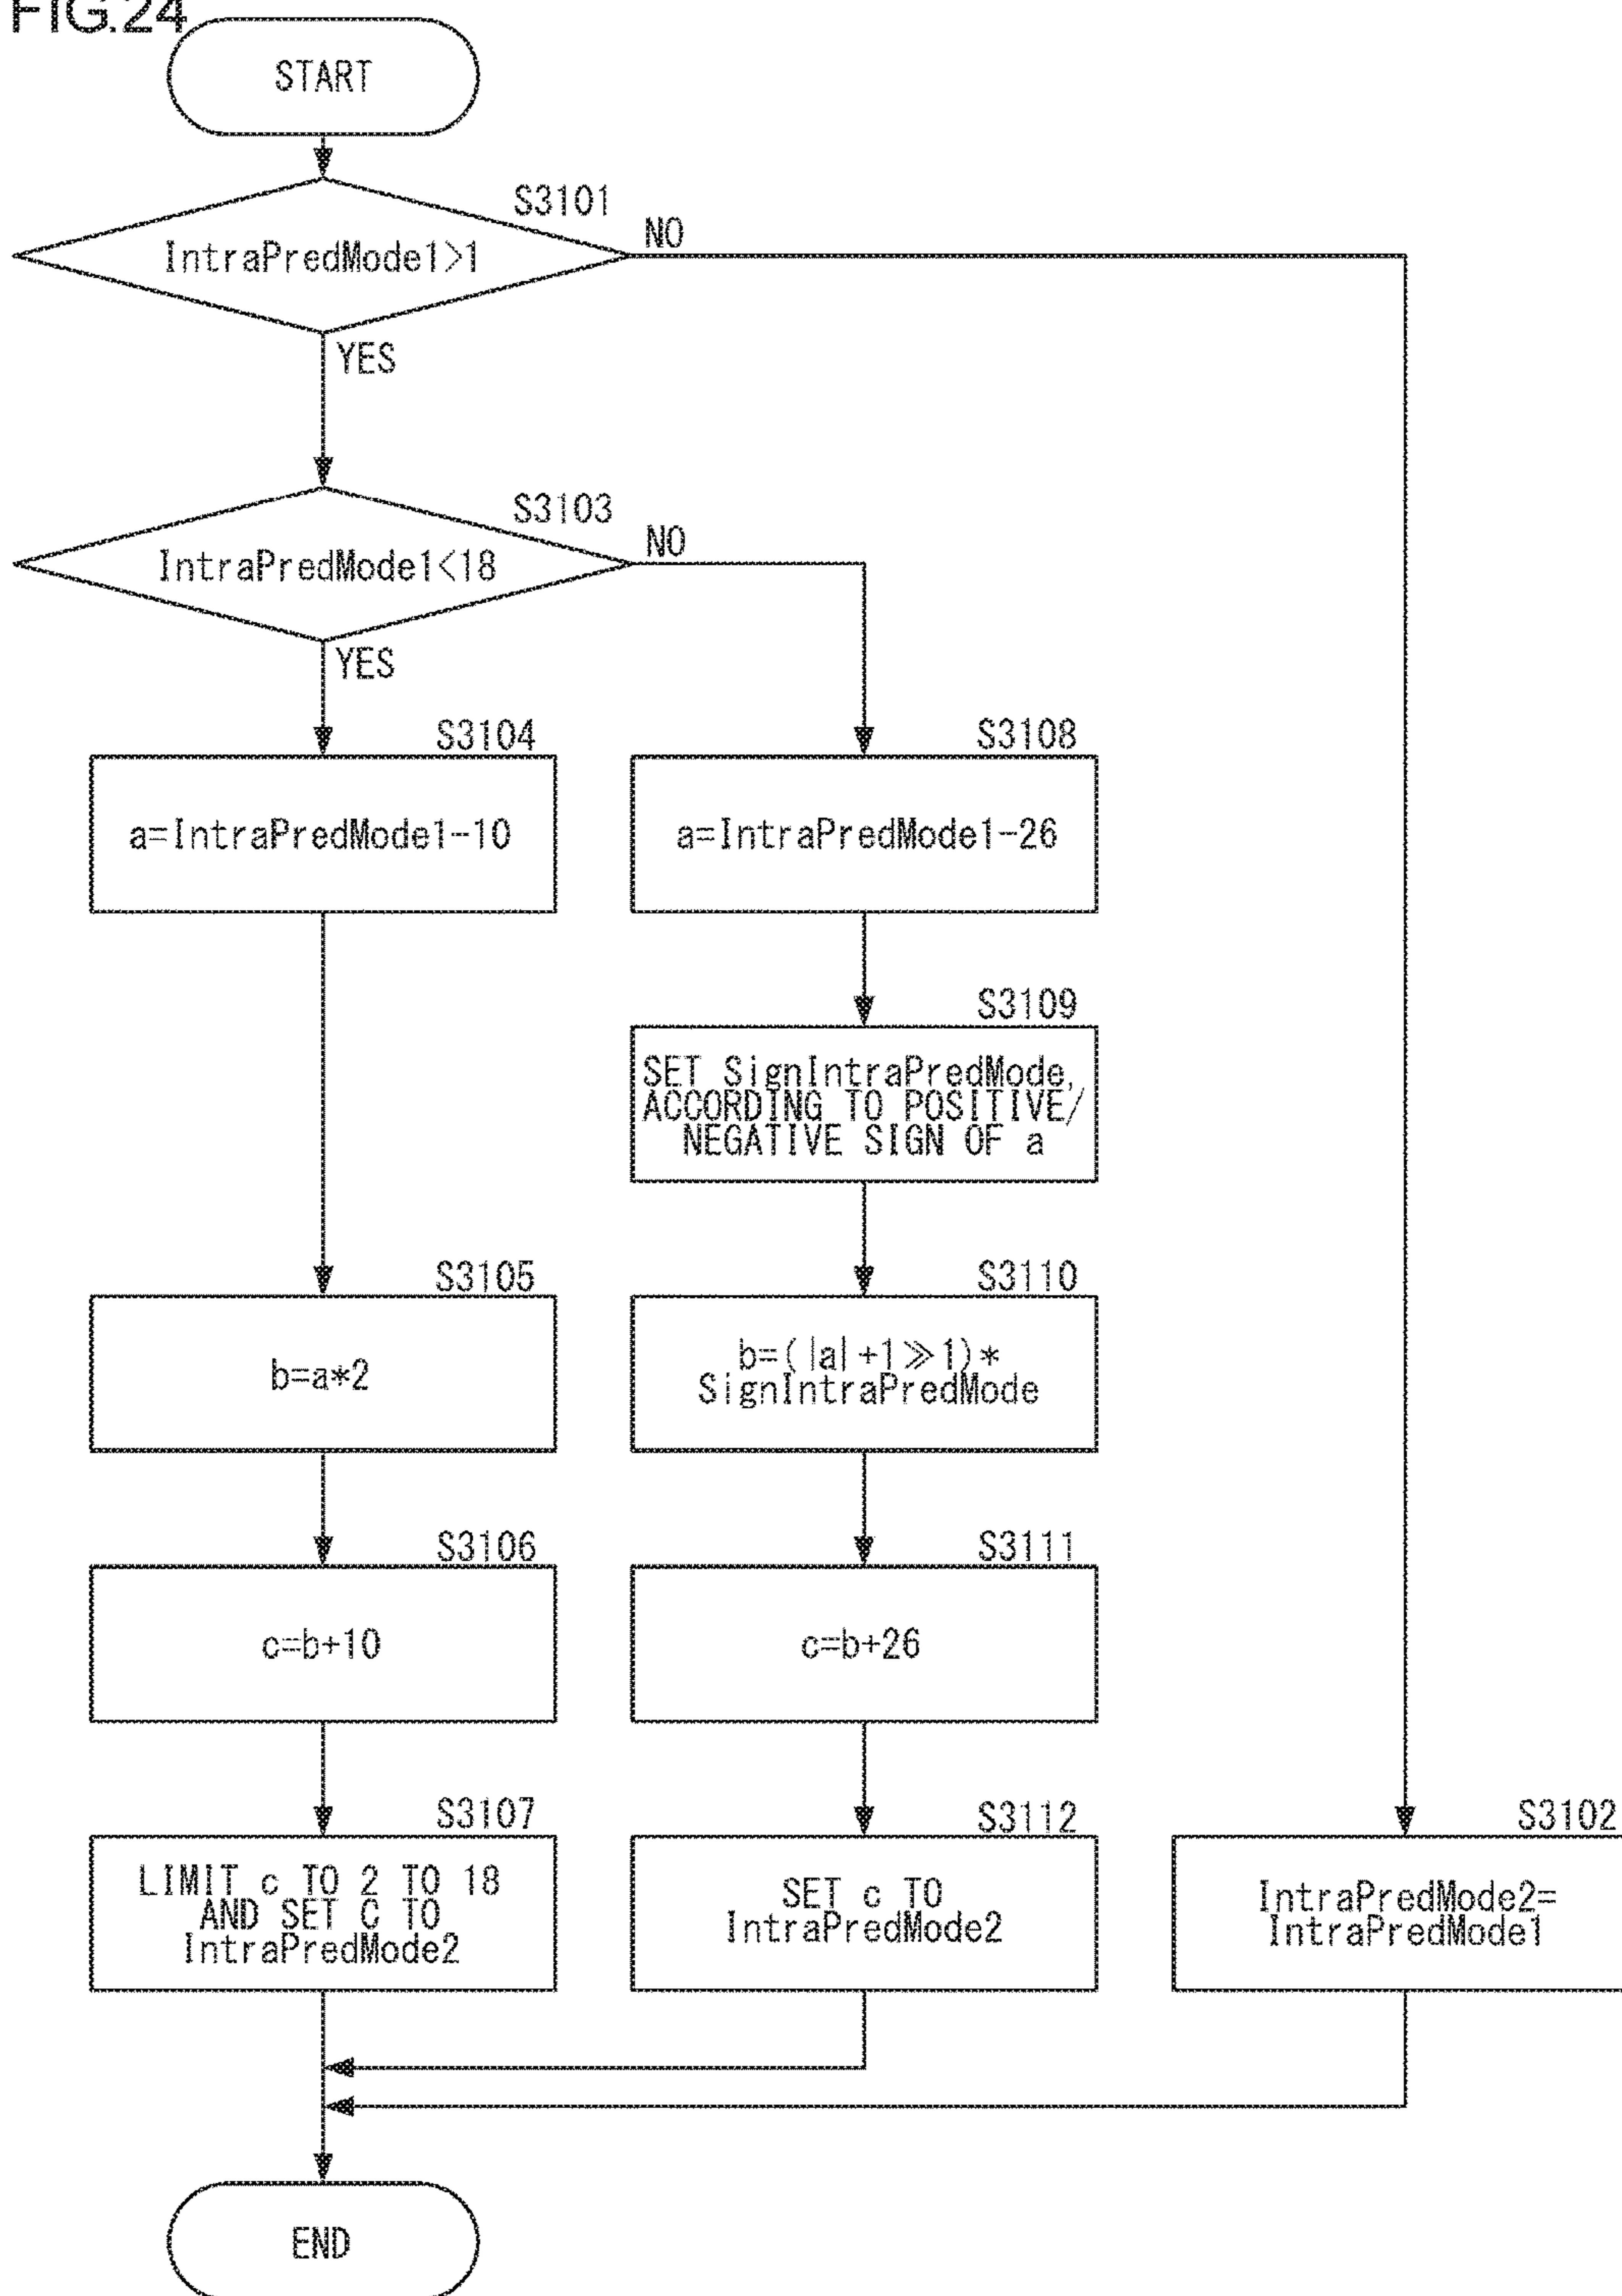 FIG.24
START
S3101
IntraPredMode1>1
NO
YES
S3103
IntraPredMode1<18
NO
YES
S3104
a=IntraPredMode1-10
S3108
a=IntraPredMode1-26
S3109
SET SignIntraPredMode,
ACCORDING TO POSITIVE/
NEGATIVE SIGN OF a
S3105
b=a*2
S3110
b=(|a|+1≫1)*
SignIntraPredMode
S3106
c=b+10
S3111
c=b+26
S3107
LIMIT c TO 2 TO 18
AND SET C TO
IntraPredMode2
S3112
SET c TO
IntraPredMode2
S3102
IntraPredMode2=
IntraPredMode1
END